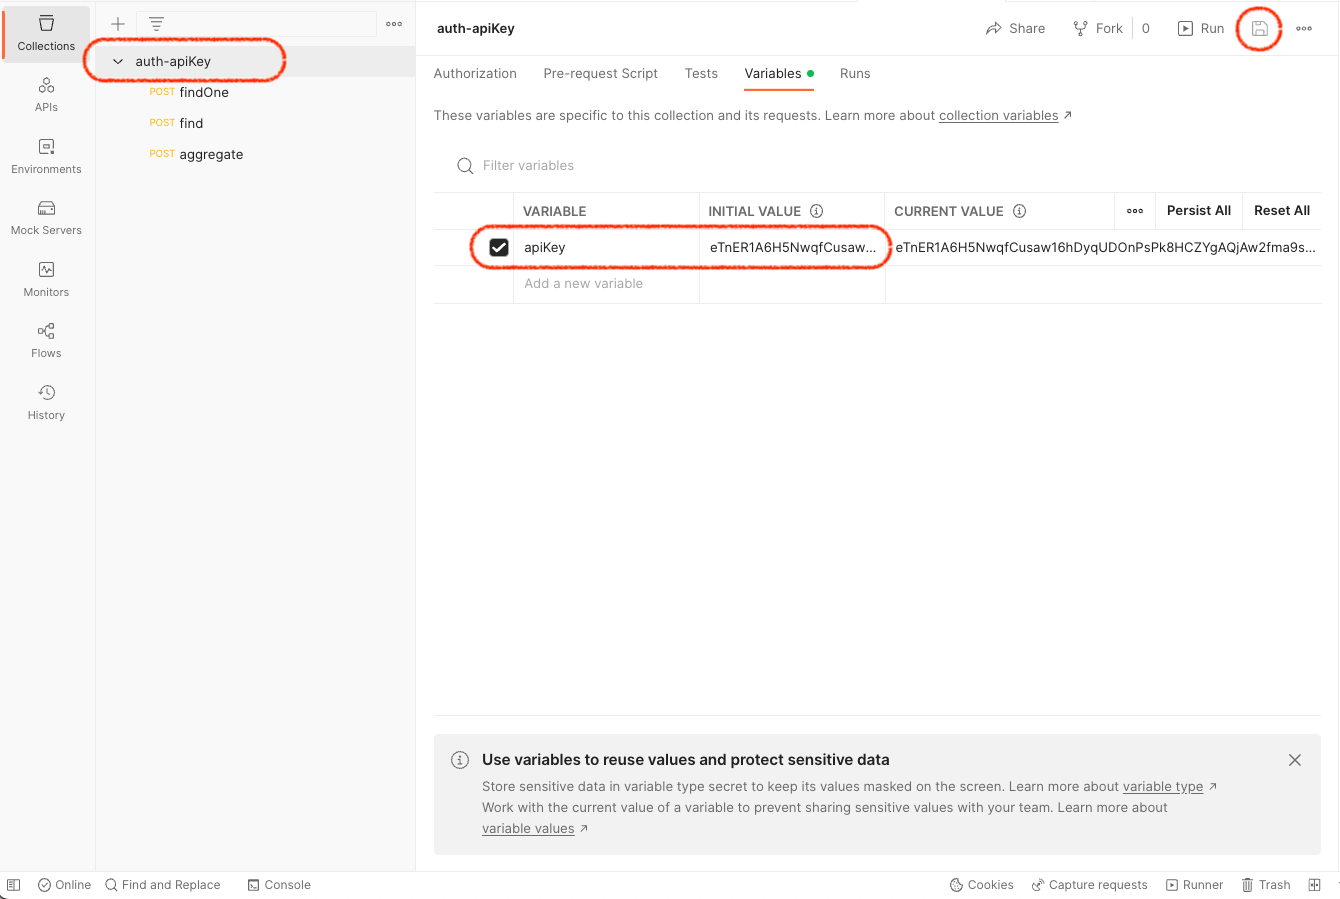 Collections
APIs
Environments
Mock Servers
Monitors
Flows
History
auth-apiKey
POST findOne
POST find
POST aggregate
auth-apiKey
Share
Fork
0
Run
Authorization
Pre-request Script
Tests
Variables
Runs
These variables are specific to this collection and its requests. Learn more about collection variables ↗
Filter variables
VARIABLE
INITIAL VALUE
CURRENT VALUE
Persist All
Reset All
apiKey
eTnER1A6H5NwqfCusaw...
eTnER1A6H5NwqfCusaw16hDyqUDOnPsPk8HCZYgAQjAw2fma9s...
Add a new variable
Use variables to reuse values and protect sensitive data
Store sensitive data in variable type secret to keep its values masked on the screen. Learn more about variable type ↗
Work with the current value of a variable to prevent sharing sensitive values with your team. Learn more about
variable values ↗
Online
Find and Replace
Console
Cookies
Capture requests
Runner
Trash